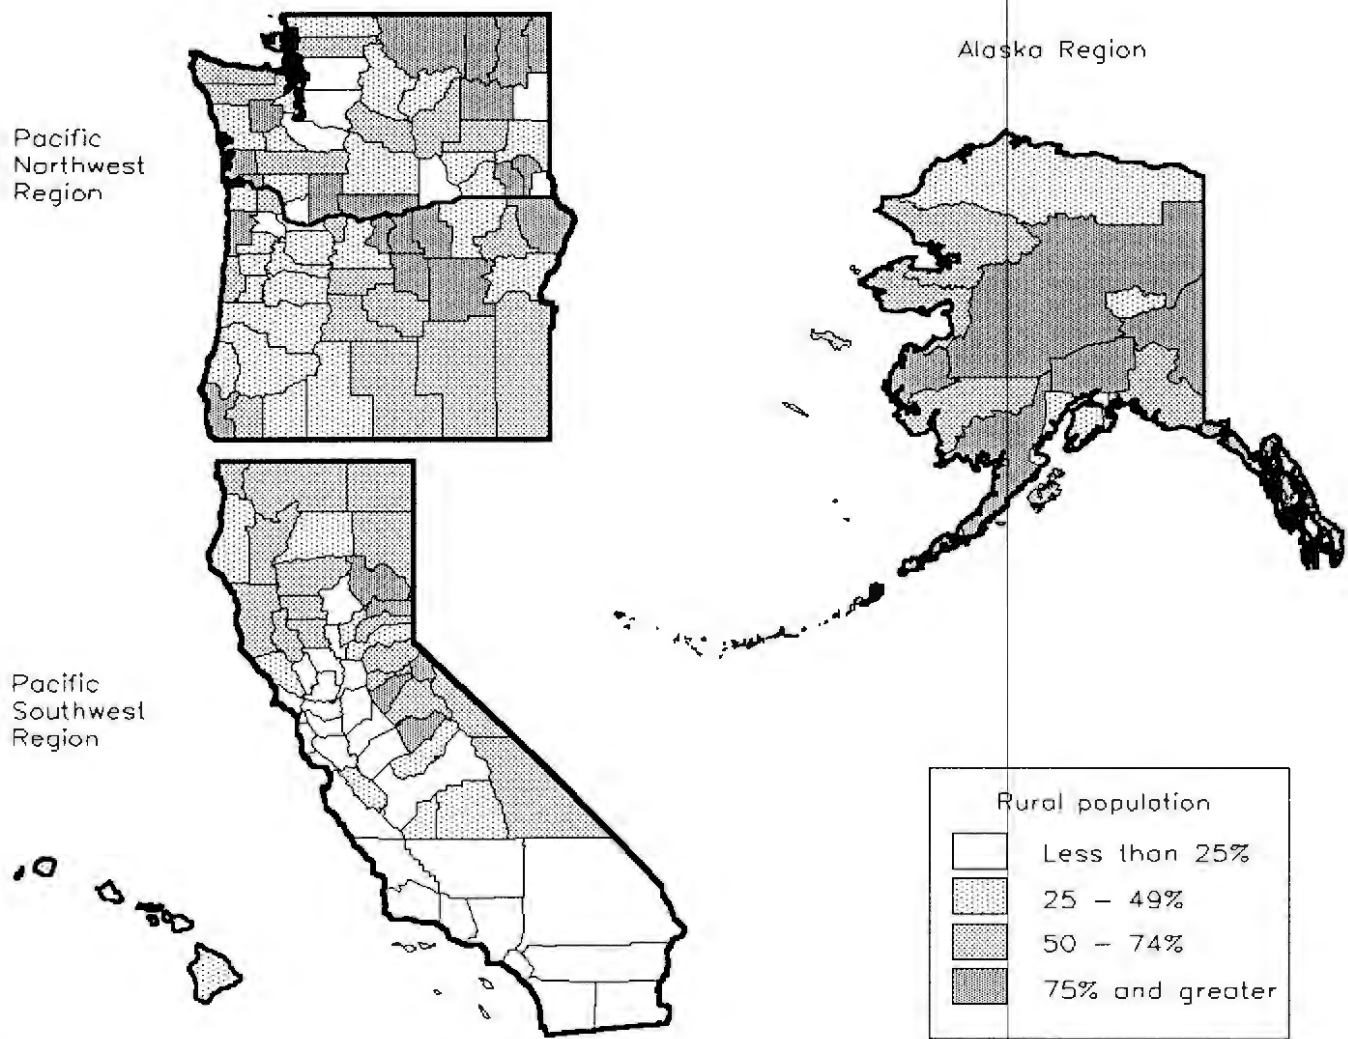 Alaska Region
Pacific
Northwest
Region
Pacific
Southwest
Region
Rural population
Less than 25%
25 – 49%
50 – 74%
75% and greater